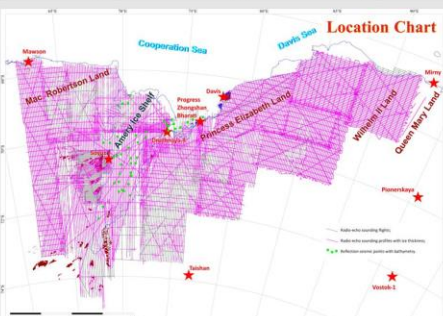 Location Chart
Cooperation Sea
Davis Sea
Mawson
Mac. Robertson Land
Amery Ice Shelf
Progress
Zhongshan
Bharati
Davis
Princess Elizabeth Land
Wilhelm II Land
Queen Mary Land
Mirny
Pionerskaya
Taishan
Vostok-1
Radio echo sounding flights;
Radio echo sounding profiles with ice thickness;
Reflection seismic points with bathymetry